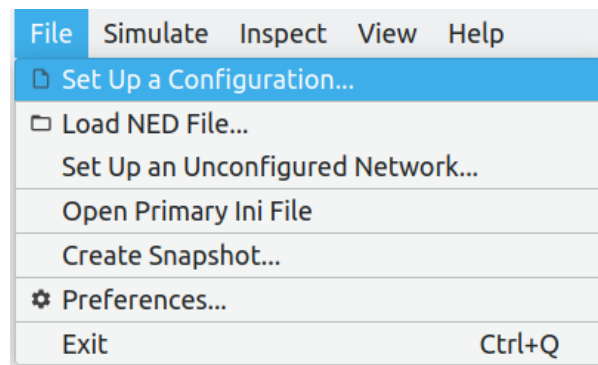 File Simulate Inspect View Help
Set Up a Configuration...
Load NED File...
Set Up an Unconfigured Network...
Open Primary Ini File
Create Snapshot...
Preferences...
Exit Ctrl+Q